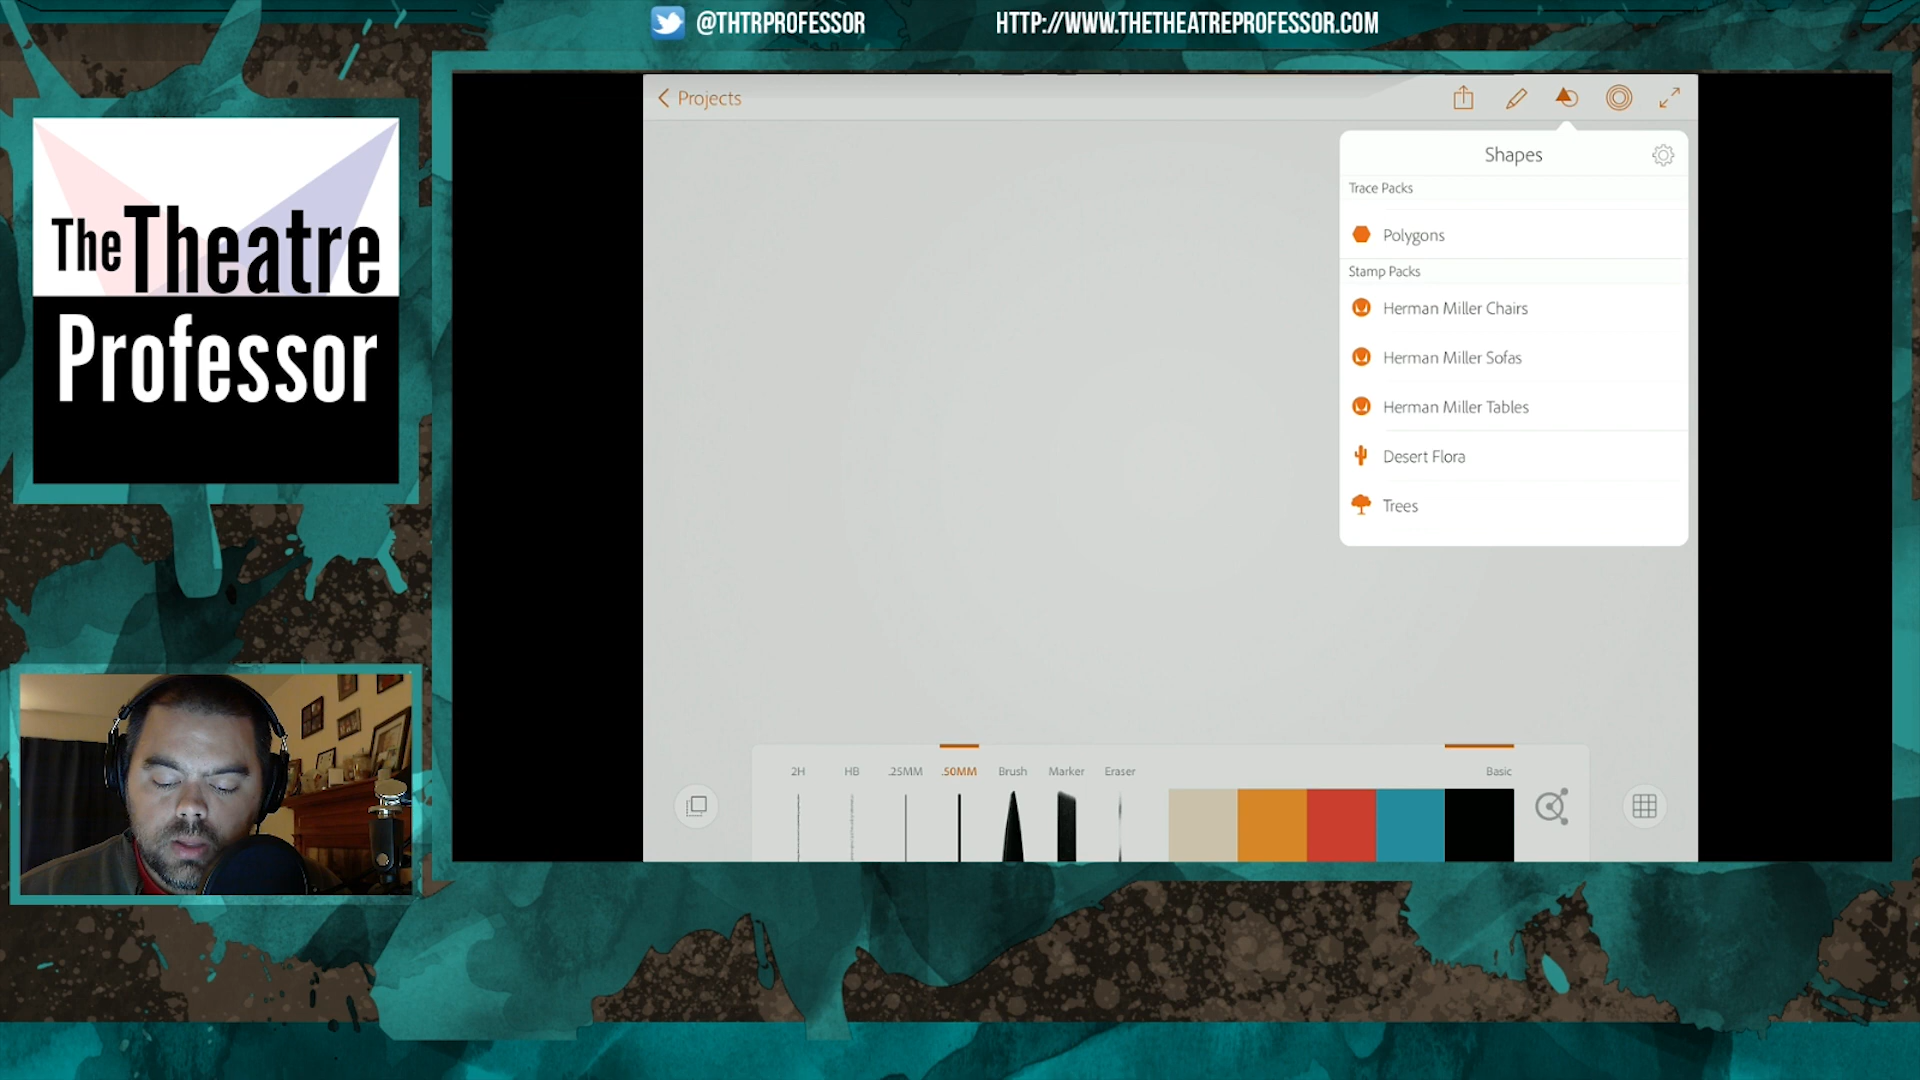 @THTRPROFESSOR
HTTP://WWW.THETHEATREPROFESSOR.COM
The Theatre
Professor
Projects
Shapes
Trace Packs
Polygons
Stamp Packs
Herman Miller Chairs
Herman Miller Sofas
Herman Miller Tables
Desert Flora
Trees
2H
HB
.25MM
.50MM
Brush
Marker
Eraser
Basic